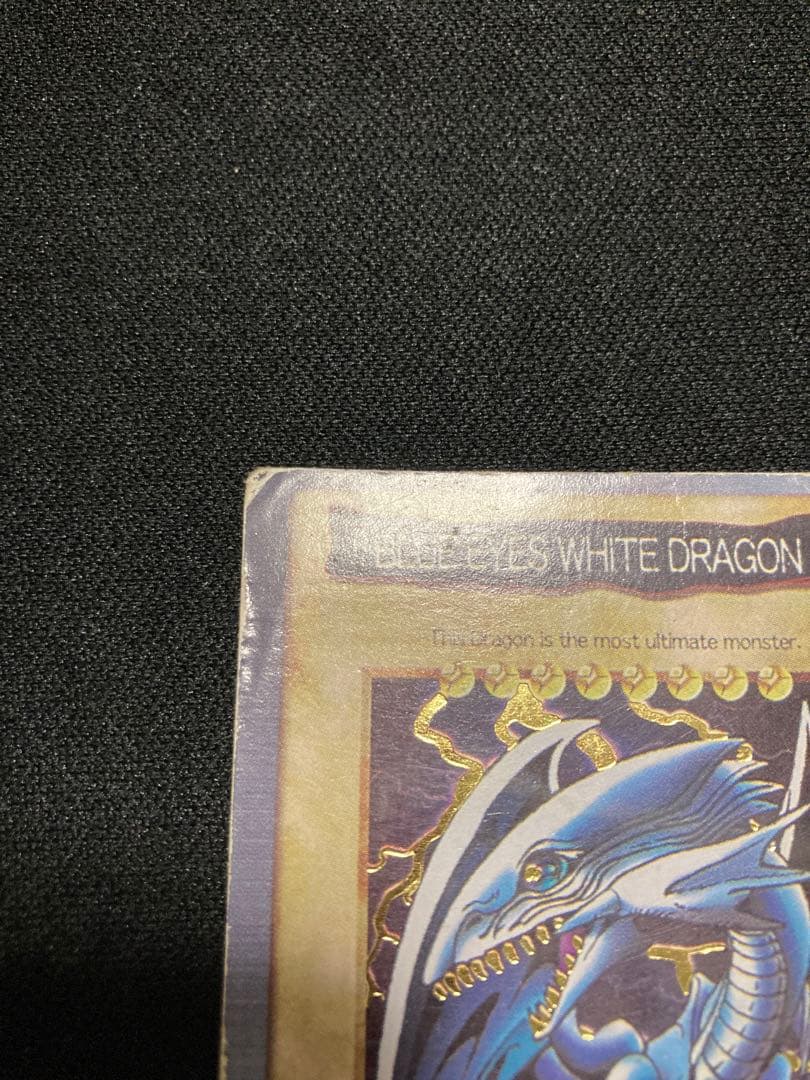 BLUE EYES WHITE DRAGON
This Dragon is the most ultimate monster.